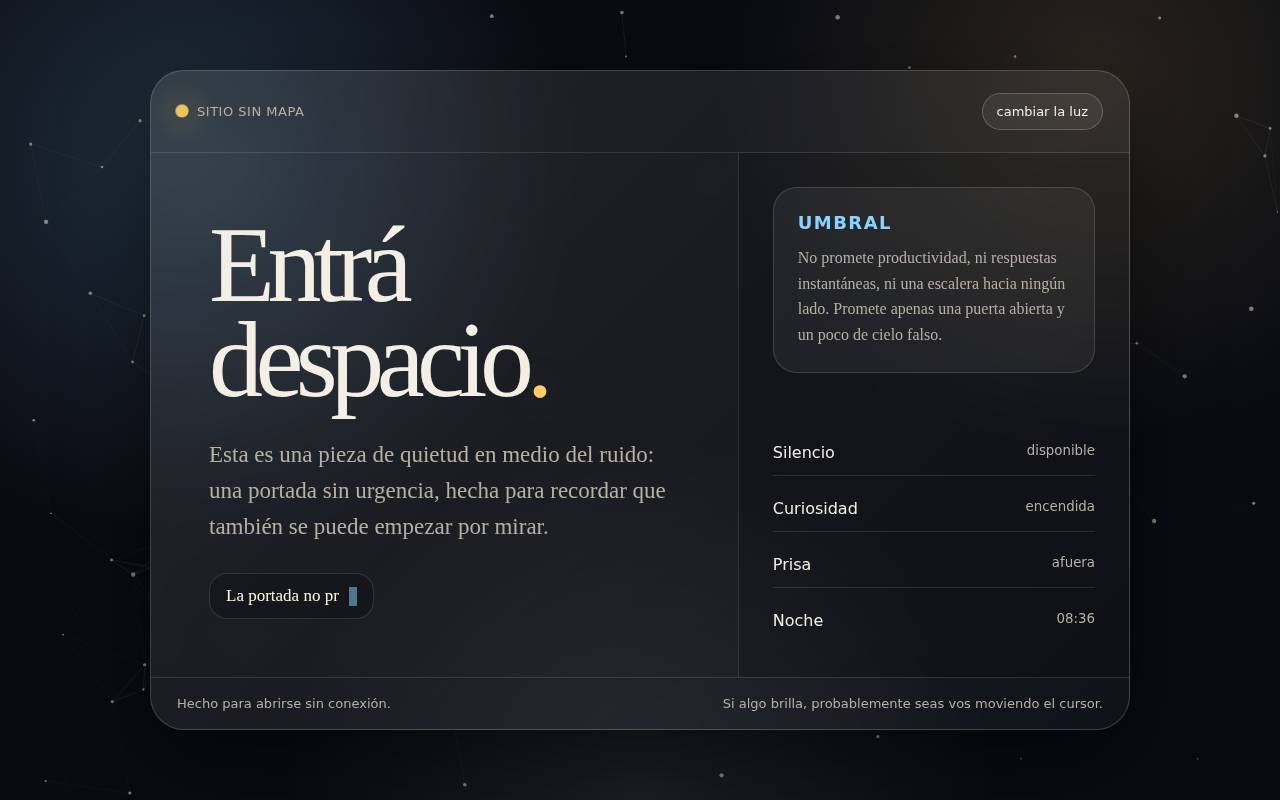 SITIO SIN MAPA
cambiar la luz
Entrá
despacio.
Esta es una pieza de quietud en medio del ruido:
una portada sin urgencia, hecha para recordar que
también se puede empezar por mirar.
La portada no pr
UMBRAL
No promete productividad, ni respuestas
instantáneas, ni una escalera hacia ningún
lado. Promete apenas una puerta abierta y
un poco de cielo falso.
Silencio disponible
Curiosidad encendida
Prisa afuera
Noche 08:36
Hecho para abrirse sin conexión.
Si algo brilla, probablemente seas vos moviendo el cursor.